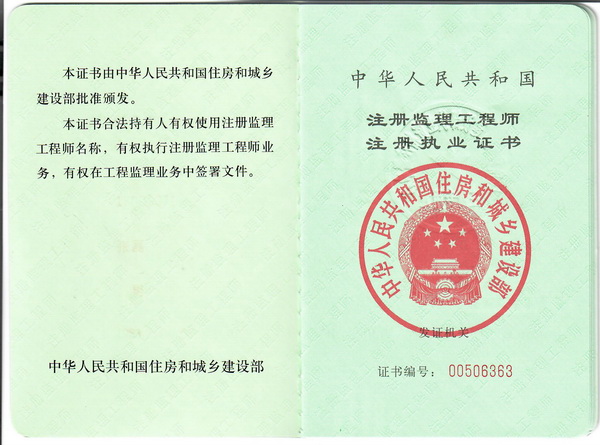 本证书由中华人民共和国住房和城乡
建设部批准颁发。
本证书合法持有人有权使用注册监理
工程师名称，有权执行注册监理工程师业
务，有权在工程监理业务中签署文件。
中华人民共和国住房和城乡建设部
中华人民共和国
注册监理工程师
注册执业证书
中华人民共和国住房和城乡建设部
发证机关
证书编号：00506363